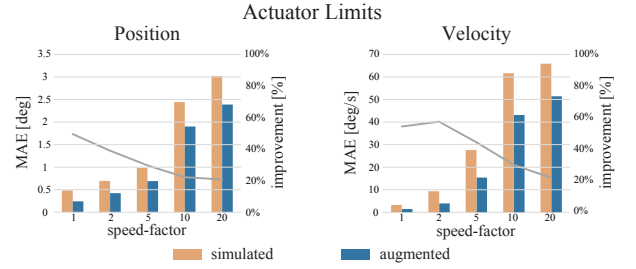 Actuator Limits
Position
MAE [deg]
3.5
3
2.5
2
1.5
1
0.5
0
100%
80%
60%
40%
20%
0%
improvement [%]
1 2 5 10 20
speed-factor
Velocity
MAE [deg/s]
70
60
50
40
30
20
10
0
100%
80%
60%
40%
20%
0%
improvement [%]
1 2 5 10 20
speed-factor
simulated augmented